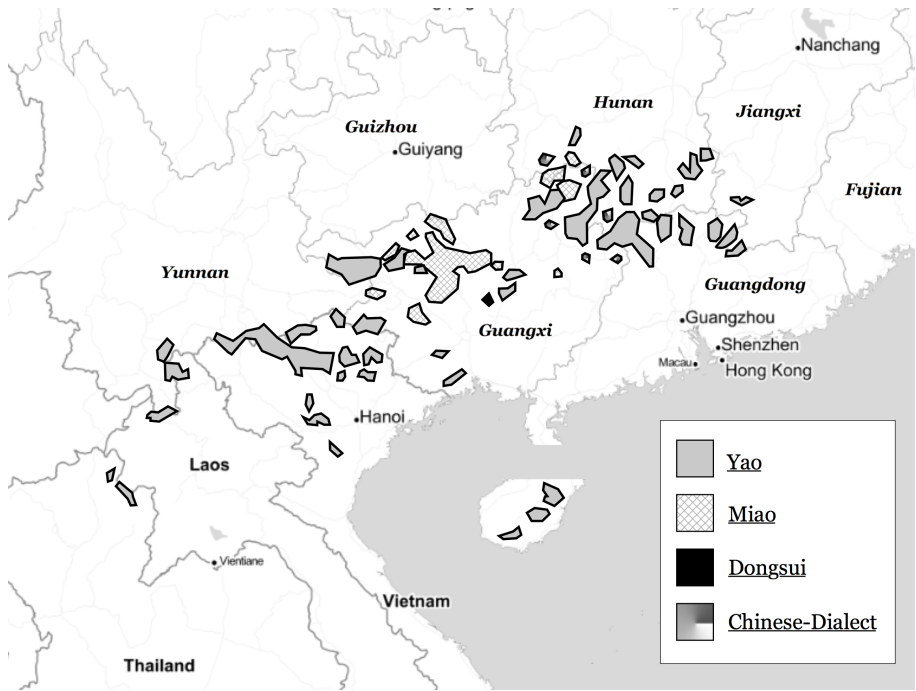 Nanchang
Hunan
Jiangxi
Guizhou
Guiyang
Fujian
Yunnan
Guangdong
Guangxi
Guangzhou
Shenzhen
Macau
Hong Kong
Hanoi
Laos
Yao
Miao
Vientiane
Dongsui
Vietnam
Chinese-Dialect
Thailand